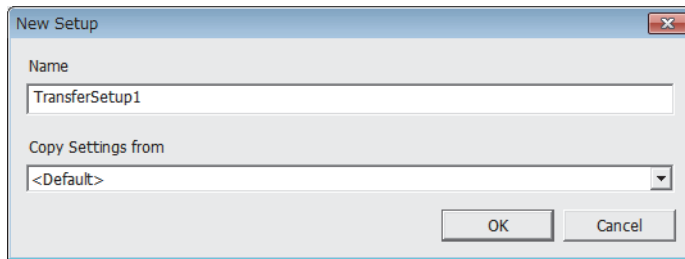 New Setup
Name
TransferSetup1
Copy Settings from
<Default>
OK Cancel